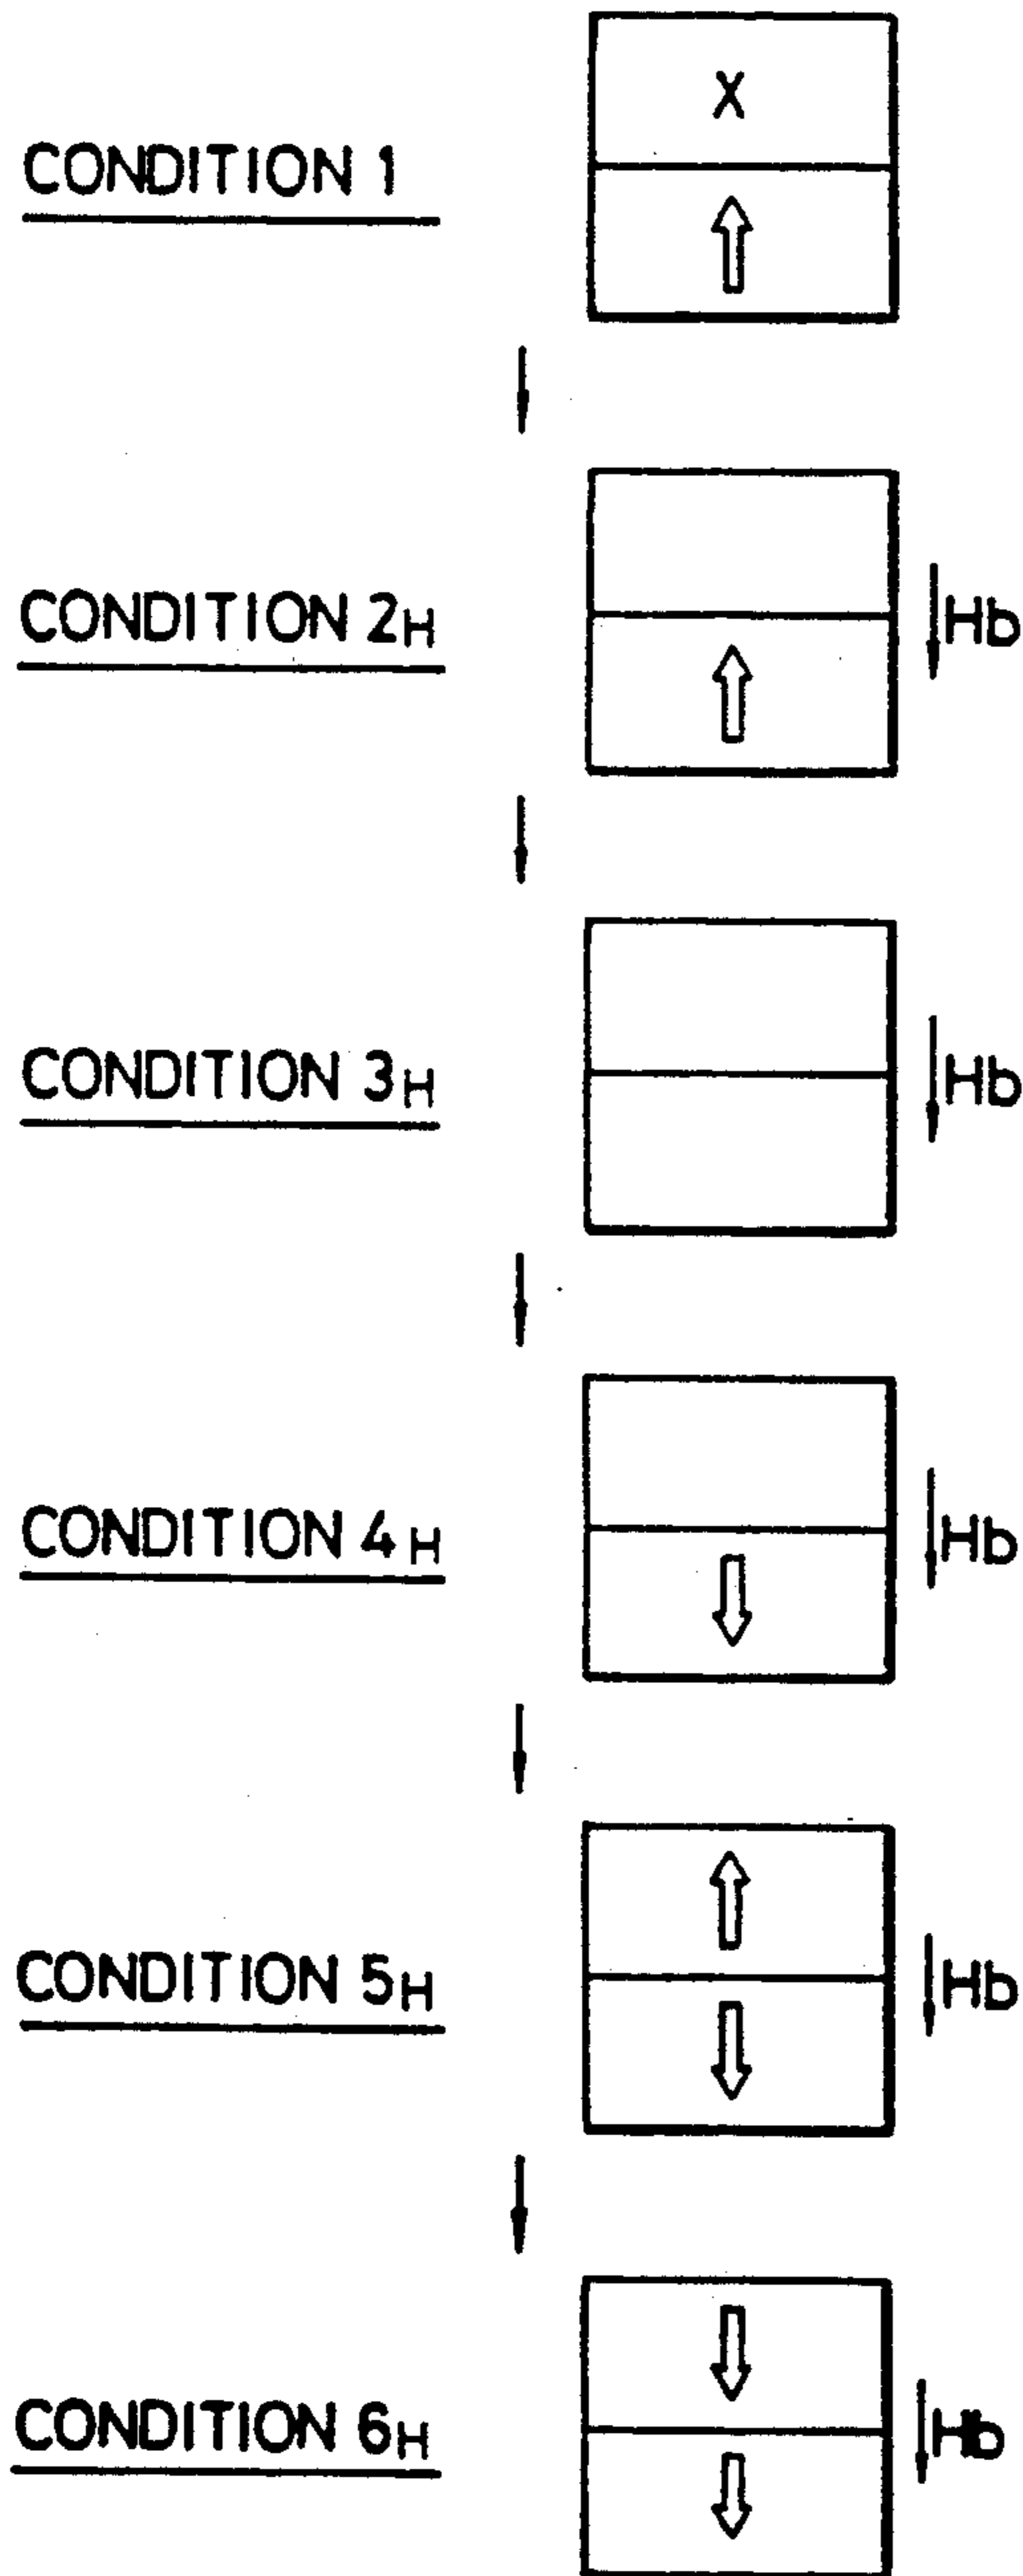 X
CONDITION 1
CONDITION 2H
Hb
CONDITION 3H
Hb
CONDITION 4H
Hb
CONDITION 5H
Hb
CONDITION 6H
Hb